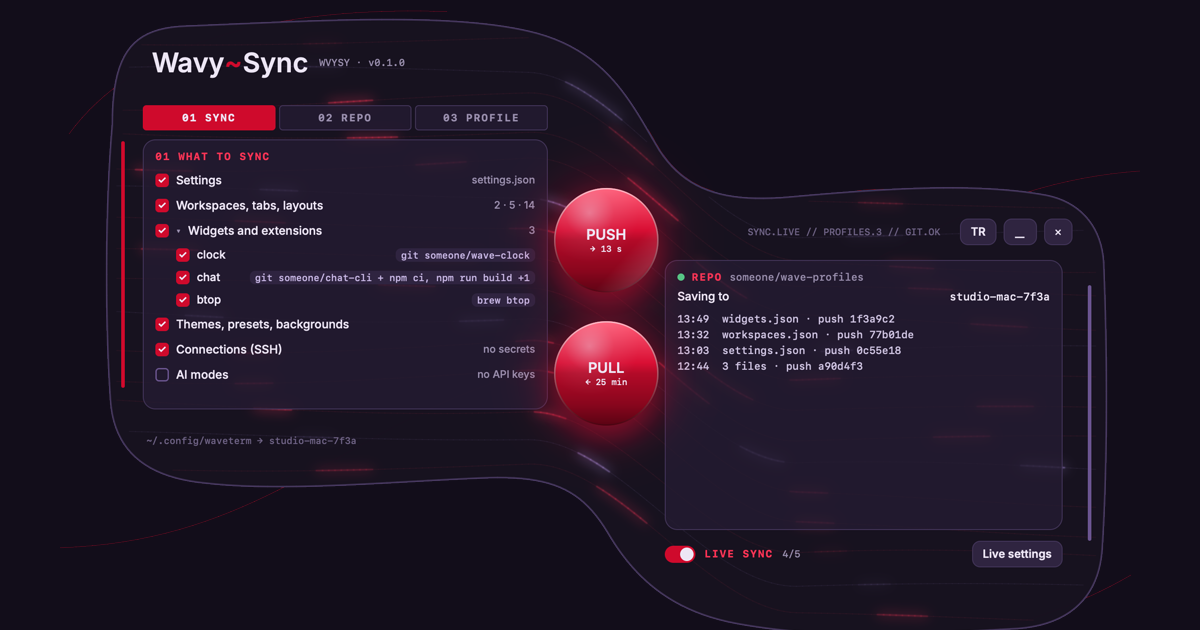 Wavy~Sync WVYSY · v0.1.0
01 SYNC
02 REPO
03 PROFILE
01 WHAT TO SYNC
Settings settings.json
Workspaces, tabs, layouts 2 · 5 · 14
▾ Widgets and extensions 3
clock git someone/wave-clock
chat git someone/chat-cli + npm ci, npm run build +1
btop brew btop
Themes, presets, backgrounds
Connections (SSH) no secrets
AI modes no API keys
~/.config/waveterm → studio-mac-7f3a
PUSH
→ 13 s
PULL
← 25 min
SYNC.LIVE // PROFILES.3 // GIT.OK
TR
_
×
REPO someone/wave-profiles
Saving to studio-mac-7f3a
13:49 widgets.json · push 1f3a9c2
13:32 workspaces.json · push 77b01de
13:03 settings.json · push 0c55e18
12:44 3 files · push a90d4f3
LIVE SYNC 4/5
Live settings